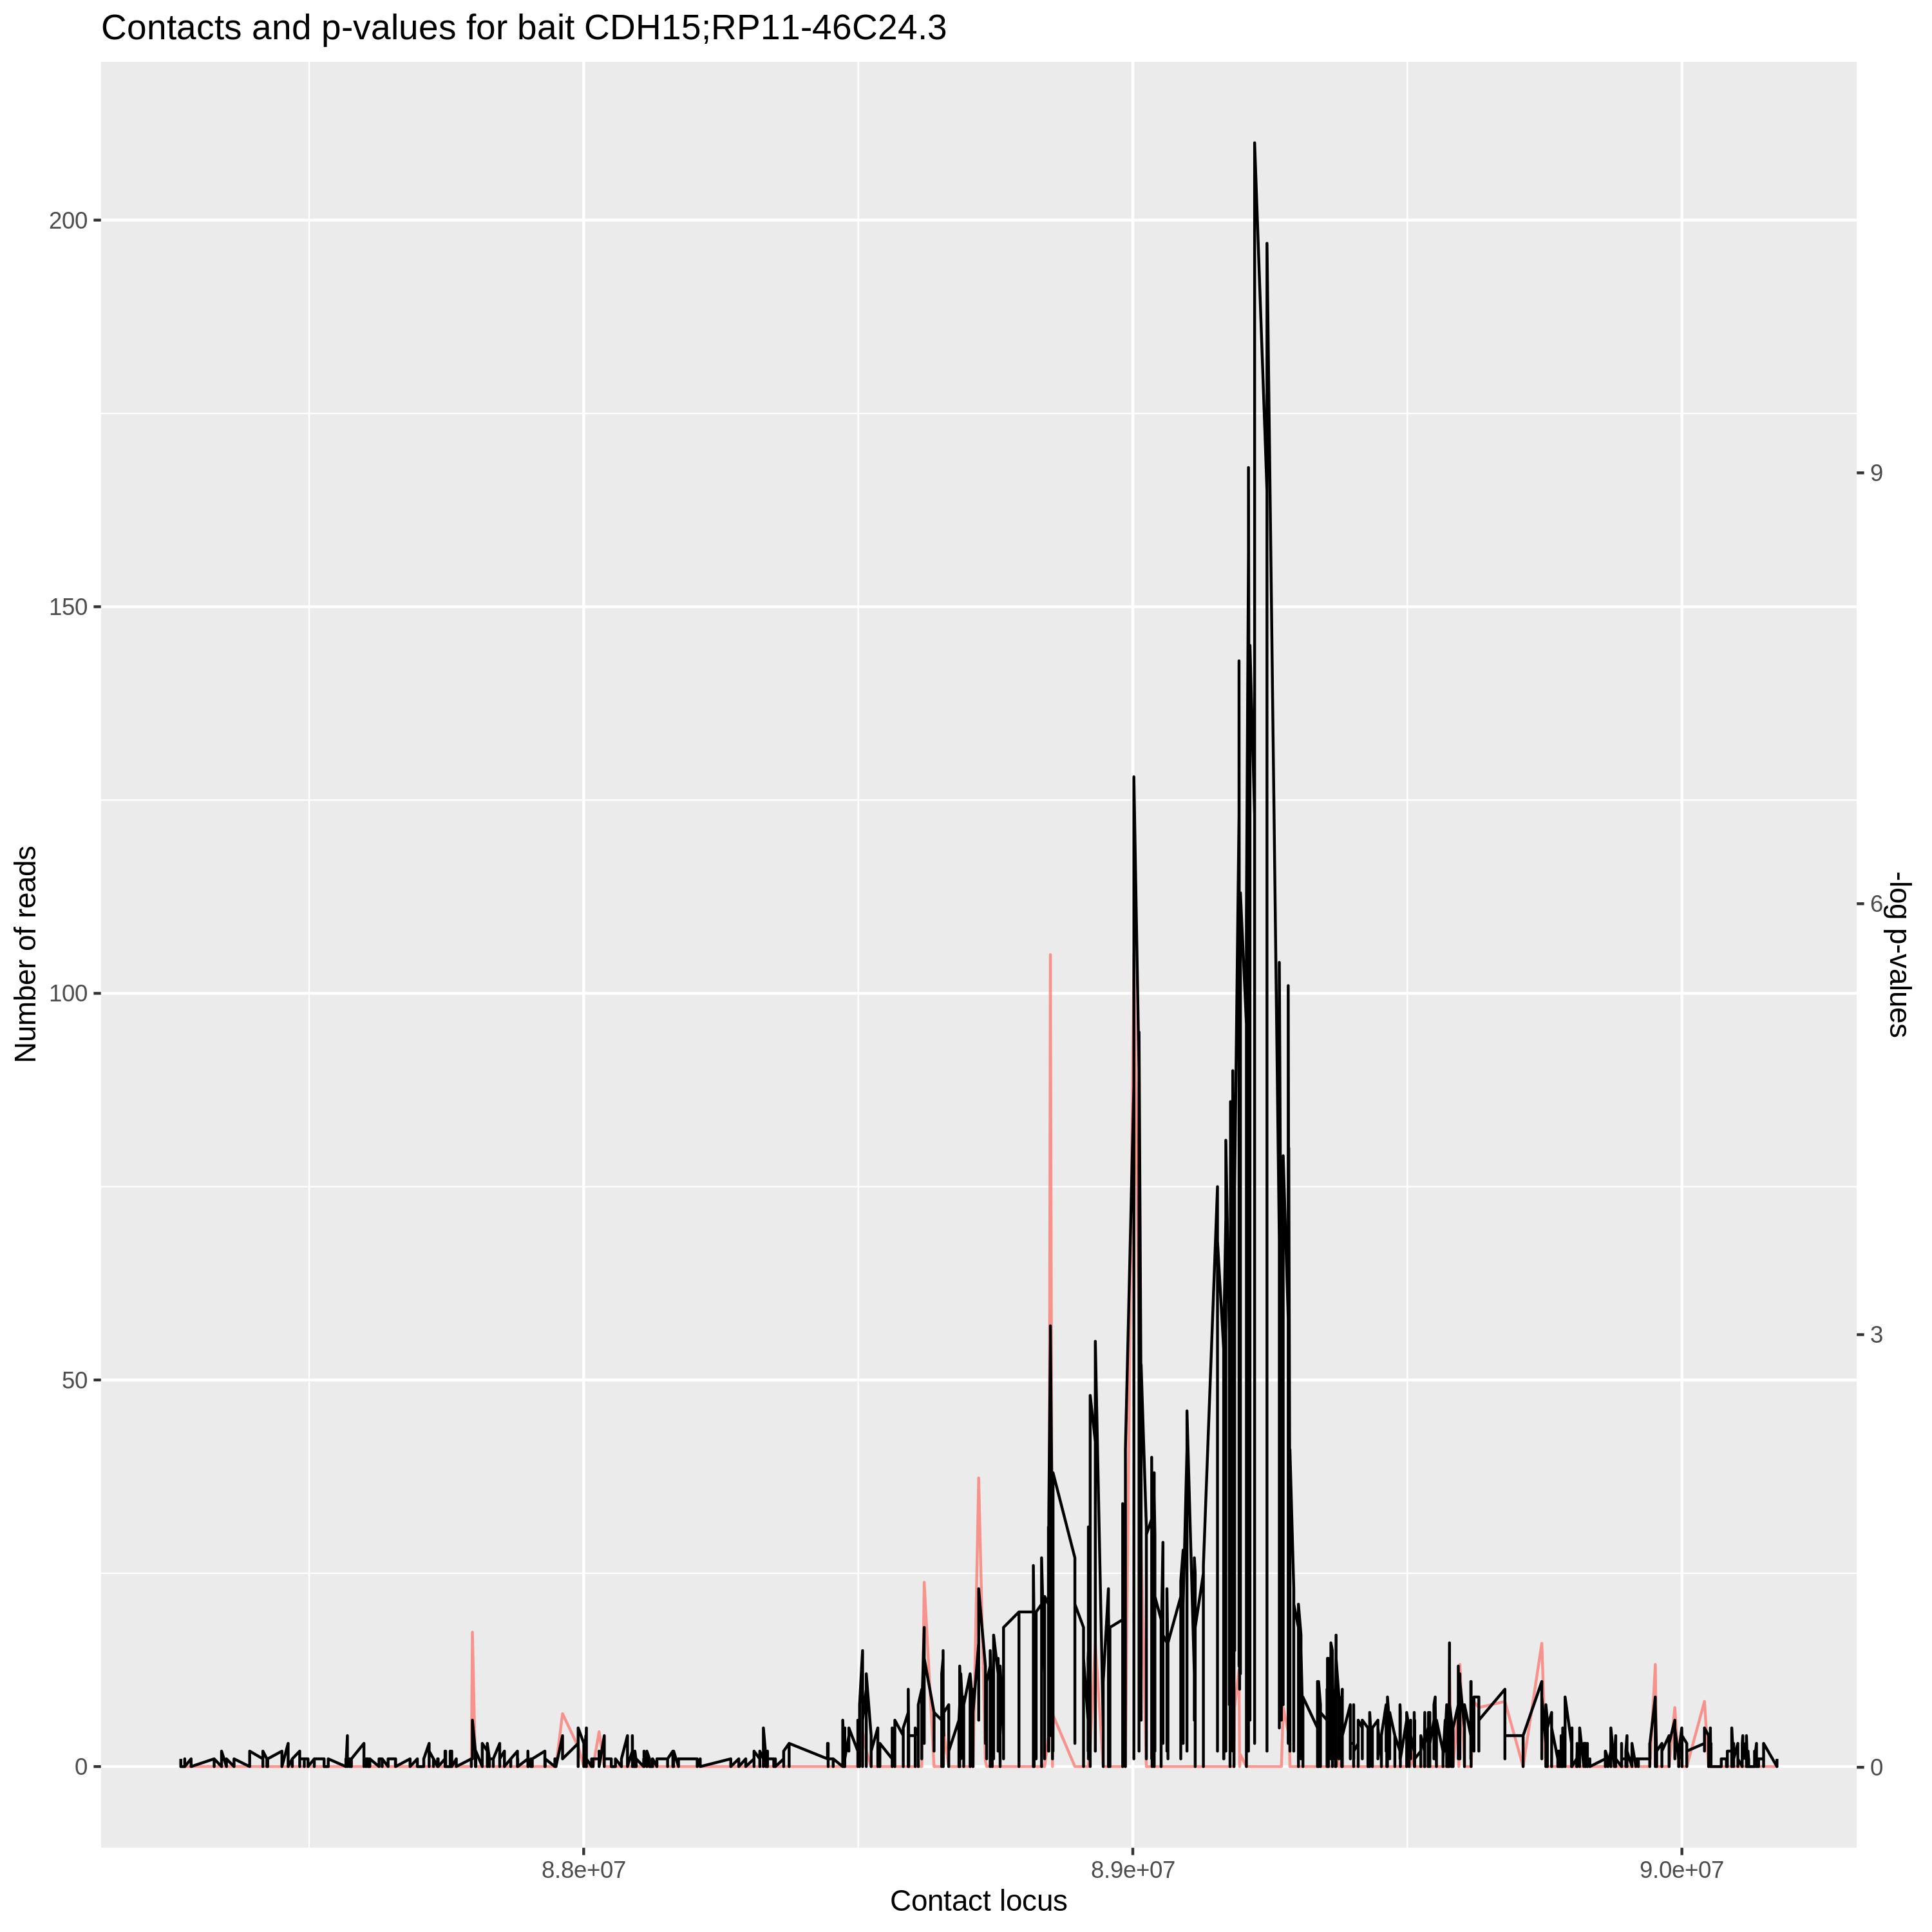 Contacts and p-values for bait CDH15;RP11-46C24.3
Number of reads
200
150
100
50
0
9
6
3
0
-log p-values
8.8e+07
8.9e+07
9.0e+07
Contact locus